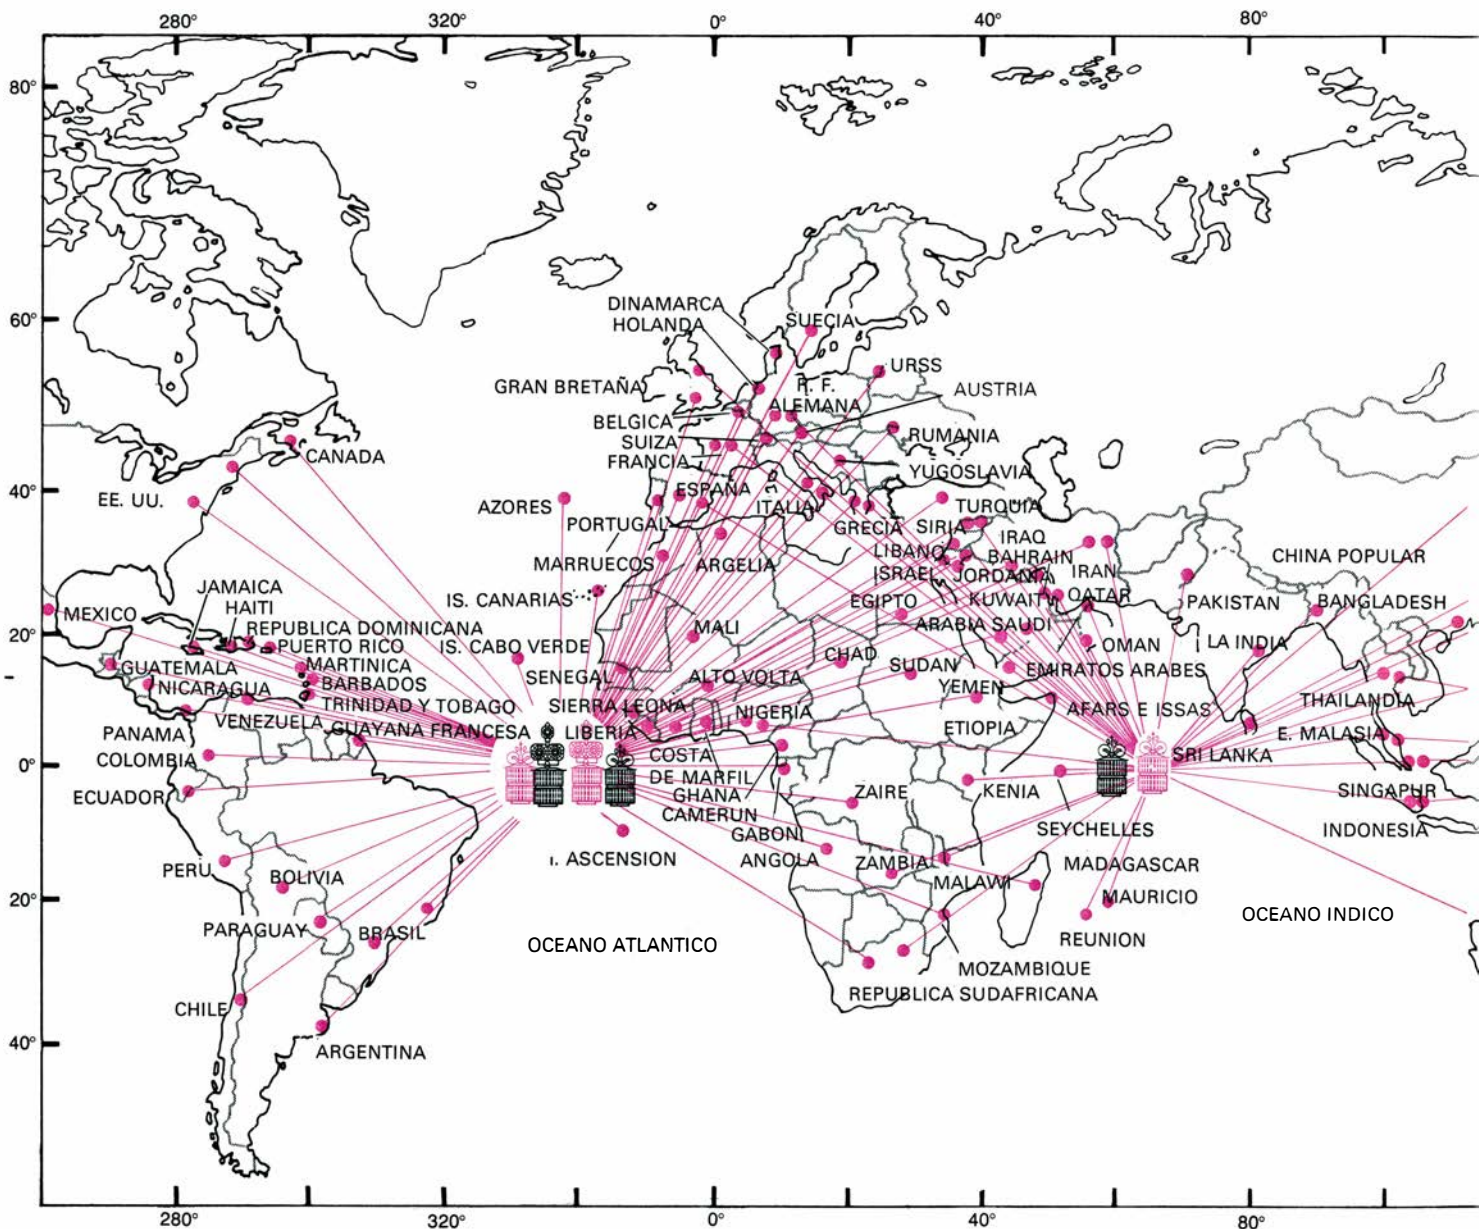 280° 320° 0° 40° 80°
80°
60°
DINAMARCA
HOLANDA
SUECIA
GRAN BRETAÑA
URSS
R. F.
ALEMANA
AUSTRIA
BELGICA
SUIZA
FRANCIA
RUMANIA
YUGOSLAVIA
CANADA
EE. UU.
40°
AZORES
ESPAÑA
PORTUGAL
ITALIA
GRECIA
TURQUIA
SIRIA
IRAQ
MARRUECOS
ARGELIA
LIBANO
BAHRAIN
ISRAEL
JORDANIA
IRAN
CHINA POPULAR
JAMAICA
HAITI
MEXICO
REPUBLICA DOMINICANA
PUERTO RICO
IS. CANARIAS
EGIPTO
KUWAIT
QATAR
PAKISTAN
BANGLADESH
20°
IS. CABO VERDE
MALI
ARABIA SAUDI
OMAN
LA INDIA
GUATEMALA
MARTINICA
BARBADOS
NICARAGUA
TRINIDAD Y TOBAGO
SENEGAL
ALTO VOLTA
CHAD
SUDAN
EMIRATOS ARABES
YEMEN
THAILANDIA
SIERRA LEONA
NIGERIA
AFARS E ISSAS
PANAMA
VENEZUELA
GUAYANA FRANCESA
LIBERIA
ETIOPIA
E. MALASIA
COLOMBIA
COSTA
DE MARFIL
SRI LANKA
0°
ECUADOR
GHANA
CAMERUN
GABON
ZAIRE
KENIA
SINGAPUR
SEYCHELLES
INDONESIA
I. ASCENSION
ANGOLA
ZAMBIA
MADAGASCAR
PERU
BOLIVIA
MALAWI
MAURICIO
20°
PARAGUAY
BRASIL
OCEANO ATLANTICO
REUNION
OCEANO INDICO
MOZAMBIQUE
REPUBLICA SUDAFRICANA
CHILE
40°
ARGENTINA
280° 320° 0° 40° 80°